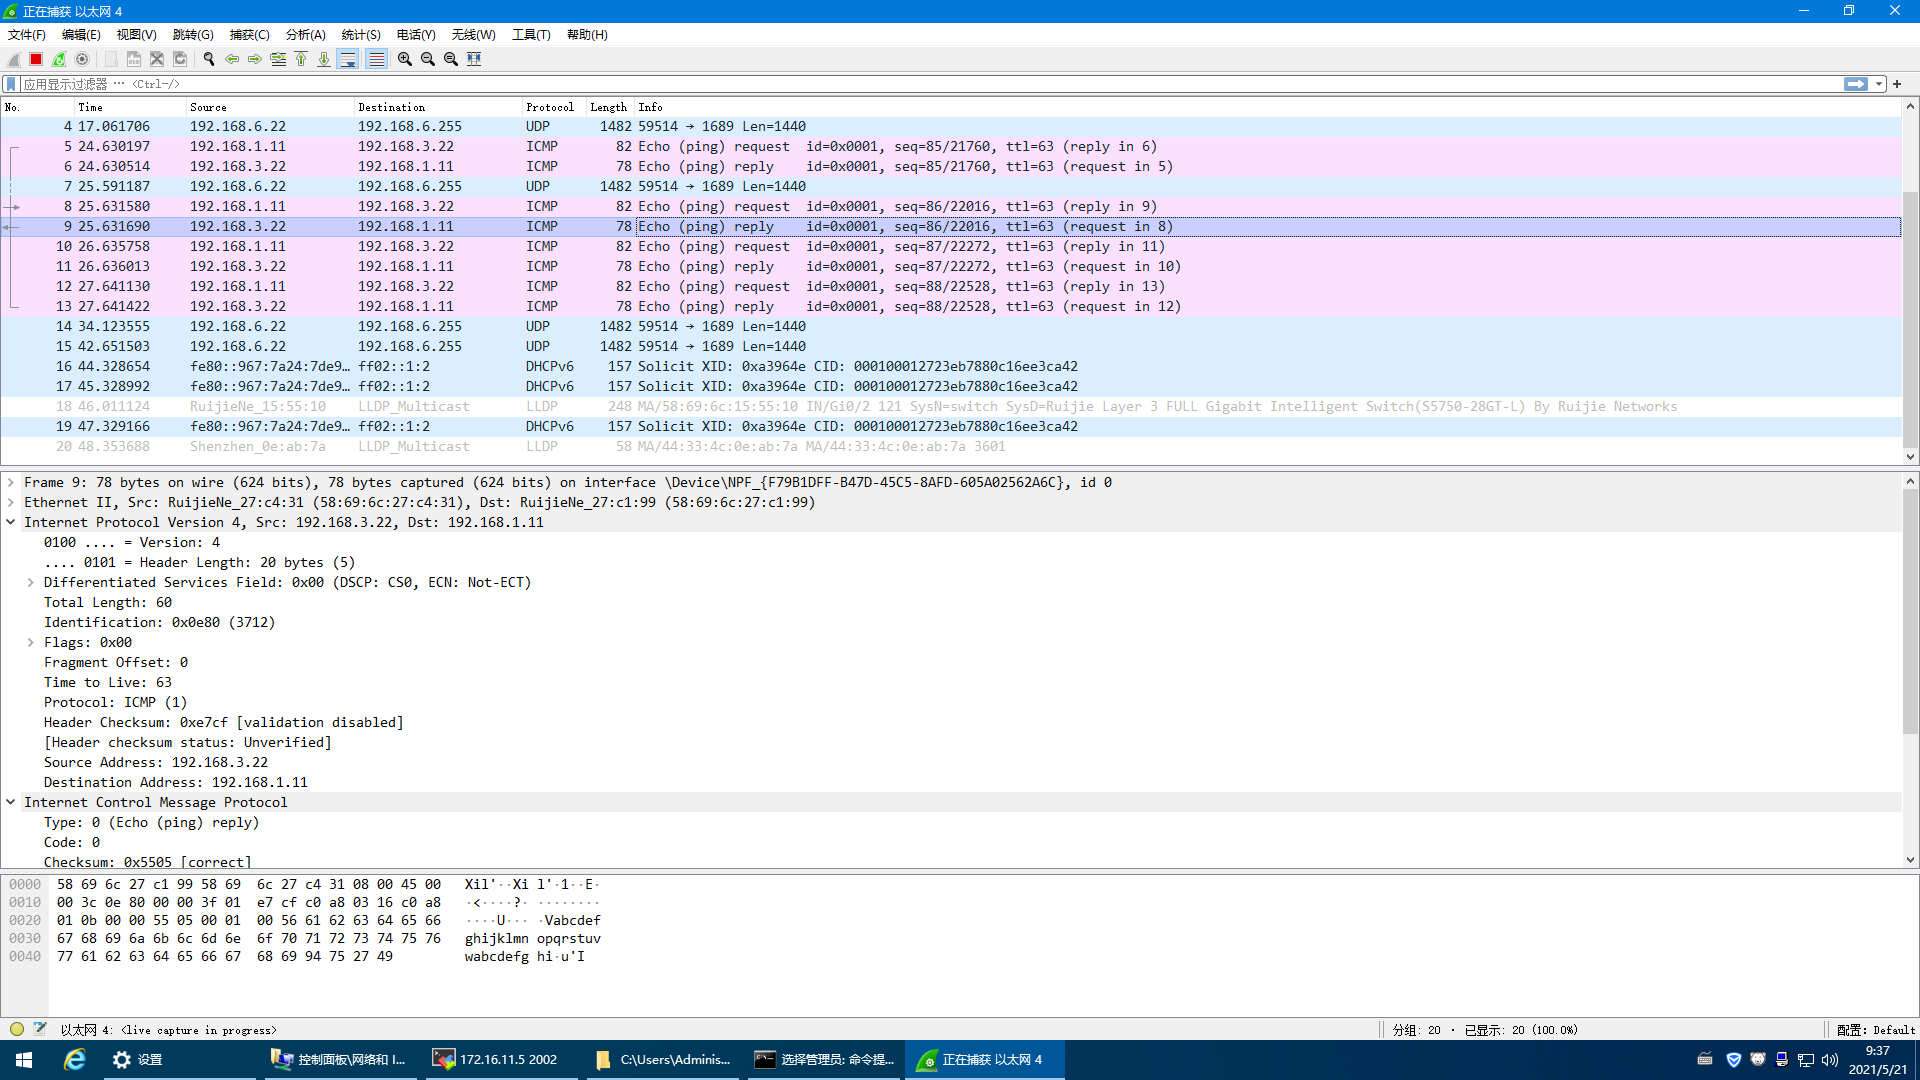 正在捕获 以太网 4
文件(F) 编辑(E) 视图(V) 跳转(G) 捕获(C) 分析(A) 统计(S) 电话(Y) 无线(W) 工具(T) 帮助(H)
应用显示过滤器 … <Ctrl-/>
No. Time Source Destination Protocol Length Info
4 17.061706 192.168.6.22 192.168.6.255 UDP 1482 59514 → 1689 Len=1440
5 24.630197 192.168.1.11 192.168.3.22 ICMP 82 Echo (ping) request id=0x0001, seq=85/21760, ttl=63 (reply in 6)
6 24.630514 192.168.3.22 192.168.1.11 ICMP 78 Echo (ping) reply id=0x0001, seq=85/21760, ttl=63 (request in 5)
7 25.591187 192.168.6.22 192.168.6.255 UDP 1482 59514 → 1689 Len=1440
8 25.631580 192.168.1.11 192.168.3.22 ICMP 82 Echo (ping) request id=0x0001, seq=86/22016, ttl=63 (reply in 9)
9 25.631690 192.168.3.22 192.168.1.11 ICMP 78 Echo (ping) reply id=0x0001, seq=86/22016, ttl=63 (request in 8)
10 26.635758 192.168.1.11 192.168.3.22 ICMP 82 Echo (ping) request id=0x0001, seq=87/22272, ttl=63 (reply in 11)
11 26.636013 192.168.3.22 192.168.1.11 ICMP 78 Echo (ping) reply id=0x0001, seq=87/22272, ttl=63 (request in 10)
12 27.641130 192.168.1.11 192.168.3.22 ICMP 82 Echo (ping) request id=0x0001, seq=88/22528, ttl=63 (reply in 13)
13 27.641422 192.168.3.22 192.168.1.11 ICMP 78 Echo (ping) reply id=0x0001, seq=88/22528, ttl=63 (request in 12)
14 34.123555 192.168.6.22 192.168.6.255 UDP 1482 59514 → 1689 Len=1440
15 42.651503 192.168.6.22 192.168.6.255 UDP 1482 59514 → 1689 Len=1440
16 44.328654 fe80::967:7a24:7de9… ff02::1:2 DHCPv6 157 Solicit XID: 0xa3964e CID: 000100012723eb7880c16ee3ca42
17 45.328992 fe80::967:7a24:7de9… ff02::1:2 DHCPv6 157 Solicit XID: 0xa3964e CID: 000100012723eb7880c16ee3ca42
18 46.011124 RuijieNe_15:55:10 LLDP_Multicast LLDP 248 MA/58:69:6c:15:55:10 IN/Gi0/2 121 SysN=switch SysD=Ruijie Layer 3 FULL Gigabit Intelligent Switch(S5750-28GT-L) By Ruijie Networks
19 47.329166 fe80::967:7a24:7de9… ff02::1:2 DHCPv6 157 Solicit XID: 0xa3964e CID: 000100012723eb7880c16ee3ca42
20 48.353688 Shenzhen_0e:ab:7a LLDP_Multicast LLDP 58 MA/44:33:4c:0e:ab:7a MA/44:33:4c:0e:ab:7a 3601
Frame 9: 78 bytes on wire (624 bits), 78 bytes captured (624 bits) on interface \Device\NPF_{F79B1DFF-B47D-45C5-8AFD-605A02562A6C}, id 0
Ethernet II, Src: RuijieNe_27:c4:31 (58:69:6c:27:c4:31), Dst: RuijieNe_27:c1:99 (58:69:6c:27:c1:99)
Internet Protocol Version 4, Src: 192.168.3.22, Dst: 192.168.1.11
0100 .... = Version: 4
.... 0101 = Header Length: 20 bytes (5)
Differentiated Services Field: 0x00 (DSCP: CS0, ECN: Not-ECT)
Total Length: 60
Identification: 0x0e80 (3712)
Flags: 0x00
Fragment Offset: 0
Time to Live: 63
Protocol: ICMP (1)
Header Checksum: 0xe7cf [validation disabled]
[Header checksum status: Unverified]
Source Address: 192.168.3.22
Destination Address: 192.168.1.11
Internet Control Message Protocol
Type: 0 (Echo (ping) reply)
Code: 0
Checksum: 0x5505 [correct]
0000 58 69 6c 27 c1 99 58 69 6c 27 c4 31 08 00 45 00 Xil'··Xi l'·1··E·
0010 00 3c 0e 80 00 00 3f 01 e7 cf c0 a8 03 16 c0 a8 ·<····?· ········
0020 01 0b 00 00 55 05 00 01 00 56 61 62 63 64 65 66 ····U··· ·Vabcdef
0030 67 68 69 6a 6b 6c 6d 6e 6f 70 71 72 73 74 75 76 ghijklmn opqrstuv
0040 77 61 62 63 64 65 66 67 68 69 94 75 27 49 wabcdefg hi·u'I
以太网 4: <live capture in progress> 分组: 20 · 已显示: 20 (100.0%) 配置: Default
设置 控制面板\网络和 I... 172.16.11.5 2002 C:\Users\Adminis... 选择管理员: 命令提... 正在捕获 以太网 4
9:37
2021/5/21